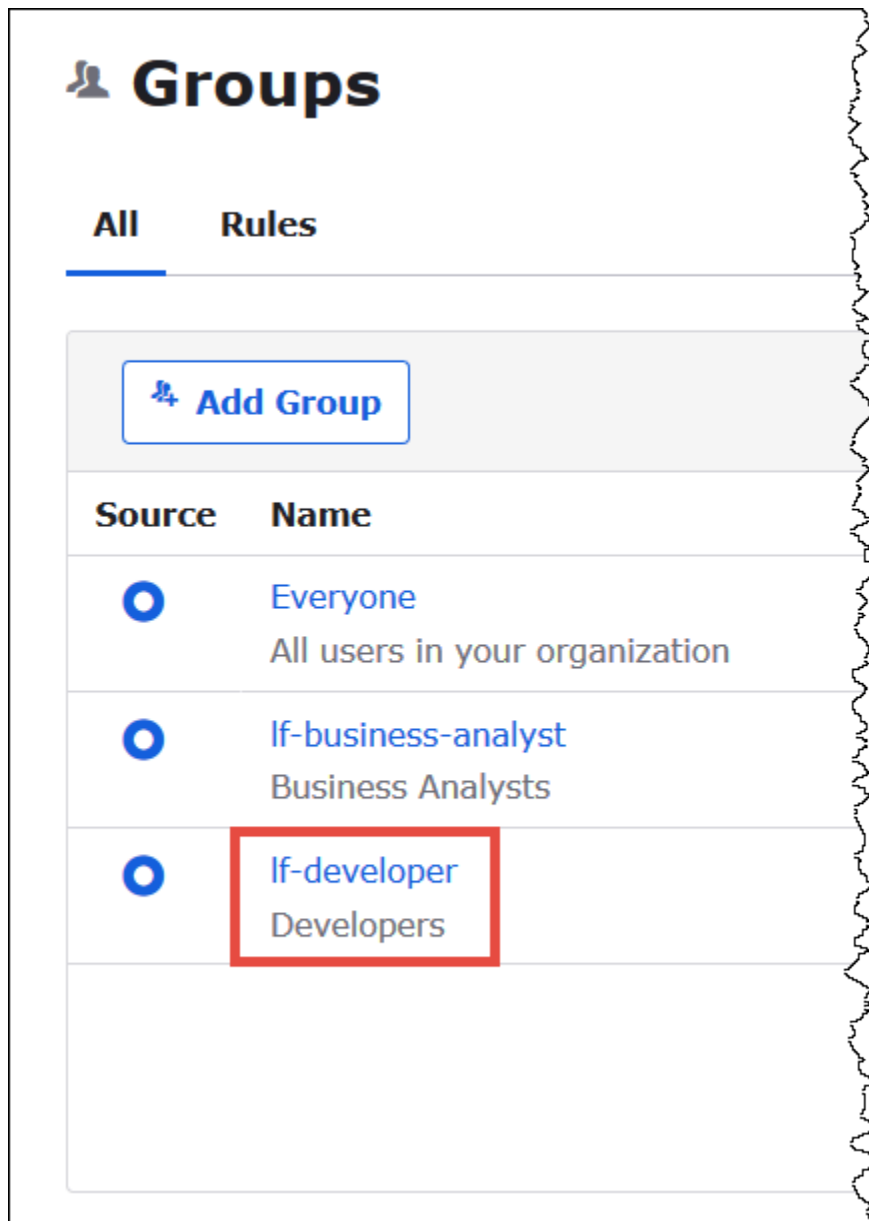 Groups
All Rules
Add Group
Source Name
Everyone
All users in your organization
lf-business-analyst
Business Analysts
lf-developer
Developers